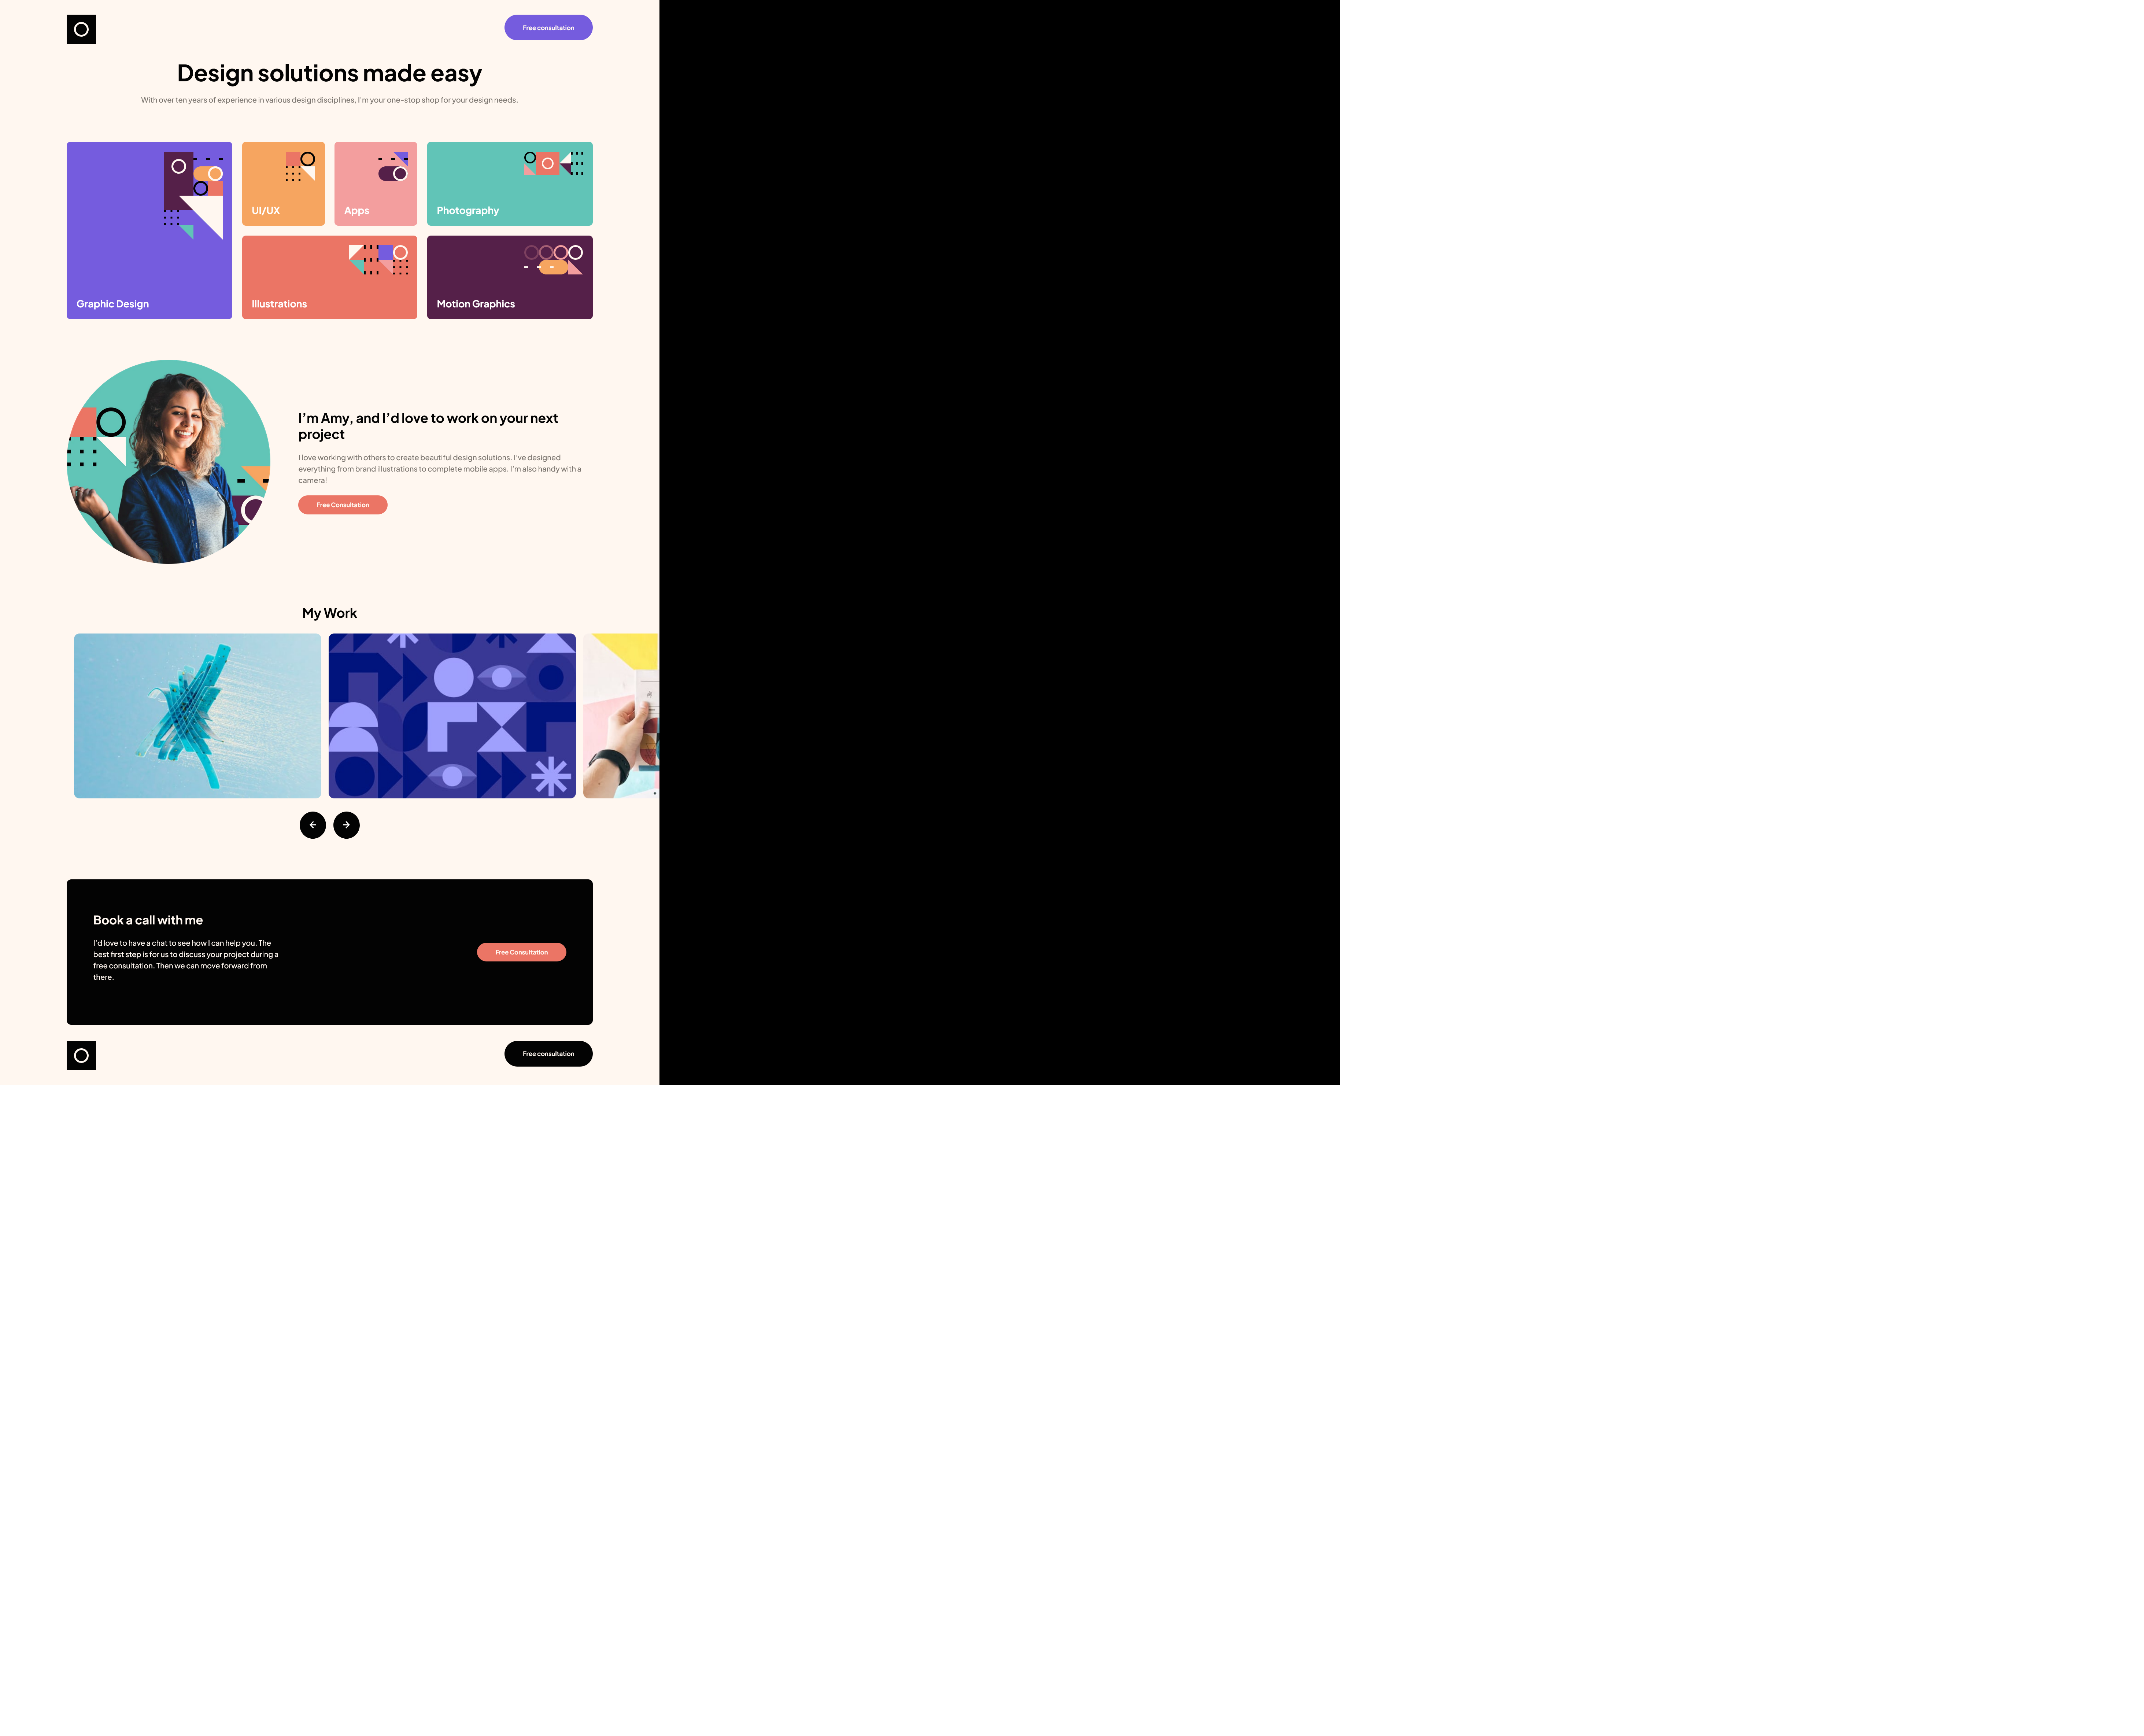 Free consultation
Design solutions made easy
With over ten years of experience in various design disciplines, I'm your one-stop shop for your design needs.
UI/UX
Apps
Photography
Graphic Design
Illustrations
Motion Graphics
I’m Amy, and I’d love to work on your next
project
I love working with others to create beautiful design solutions. I've designed
everything from brand illustrations to complete mobile apps. I'm also handy with a
camera!
Free Consultation
My Work
Book a call with me
I'd love to have a chat to see how I can help you. The
best first step is for us to discuss your project during a
free consultation. Then we can move forward from
there.
Free Consultation
Free consultation